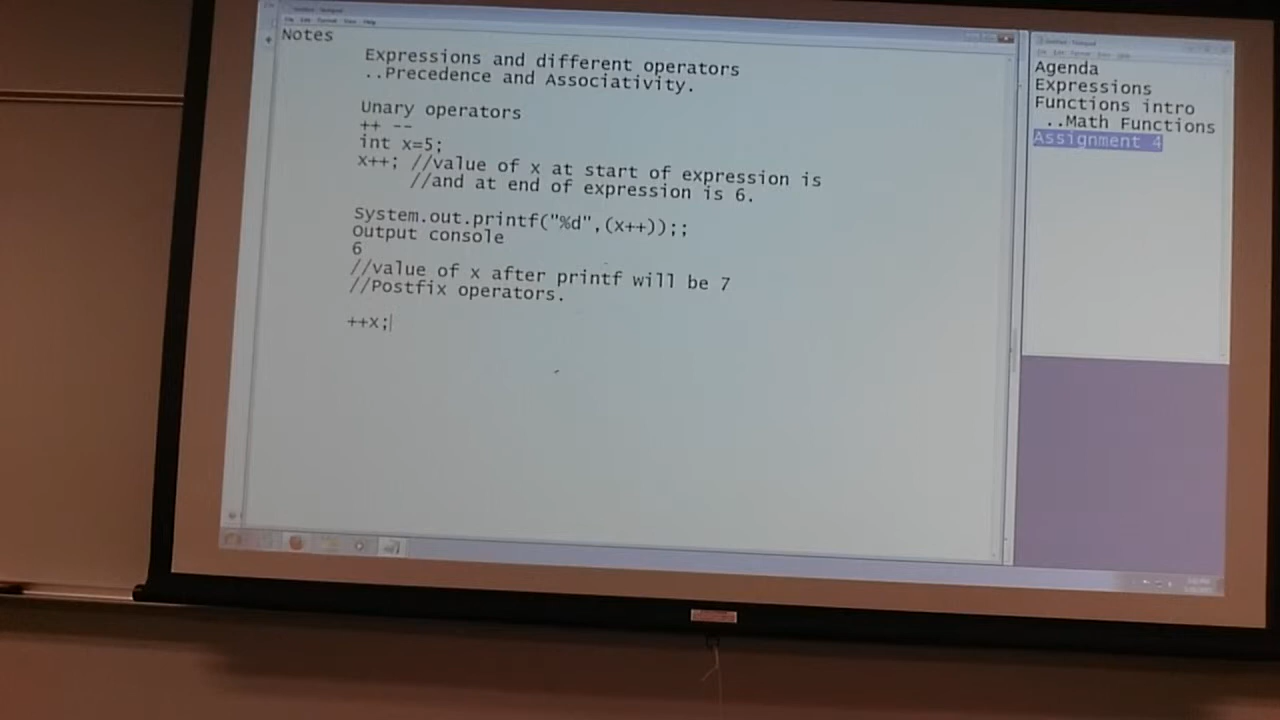 Notes
Expressions and different operators
..Precedence and Associativity.
Unary operators
++ --
int x=5;
x++; //value of x at start of expression is
//and at end of expression is 6.
System.out.printf("%d",(x++));;
Output console
6
//value of x after printf will be 7
//Postfix operators.
++x;
Agenda
Expressions
Functions intro
..Math Functions
Assignment 4